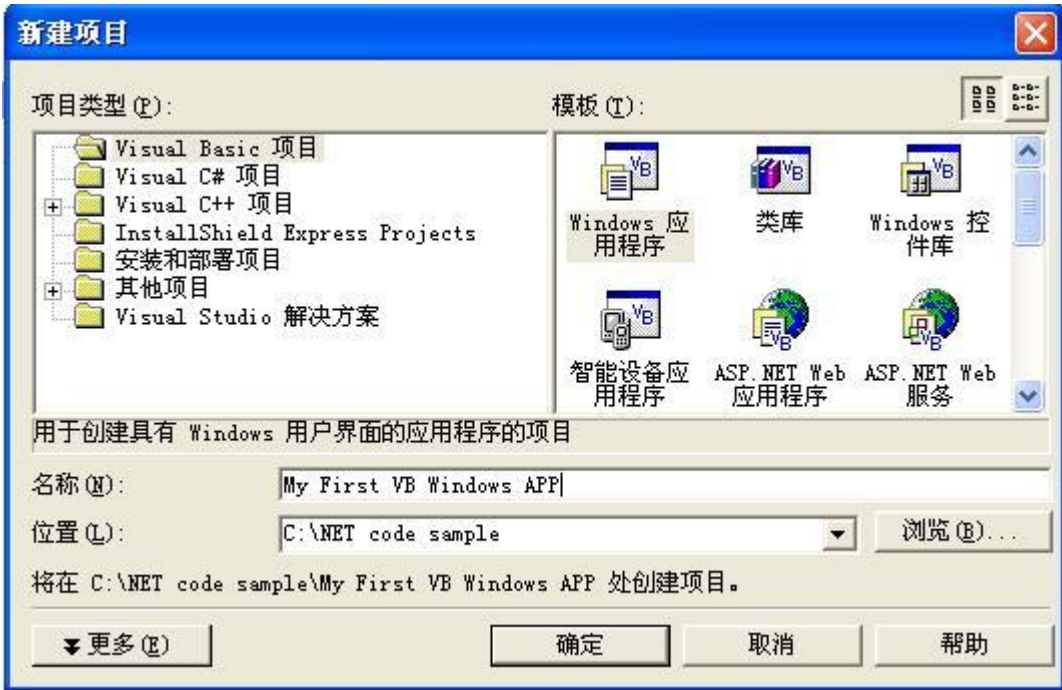 新建项目
项目类型(P):
模板(T):
Visual Basic 项目
Visual C# 项目
Visual C++ 项目
InstallShield Express Projects
安装和部署项目
其他项目
Visual Studio 解决方案
Windows 应
用程序
类库
Windows 控
件库
智能设备应
用程序
ASP.NET Web
应用程序
ASP.NET Web
服务
用于创建具有 Windows 用户界面的应用程序的项目
名称(N):
My First VB Windows APP
位置(L):
C:\NET code sample
浏览(B)...
将在 C:\NET code sample\My First VB Windows APP 处创建项目。
更多(E)
确定
取消
帮助